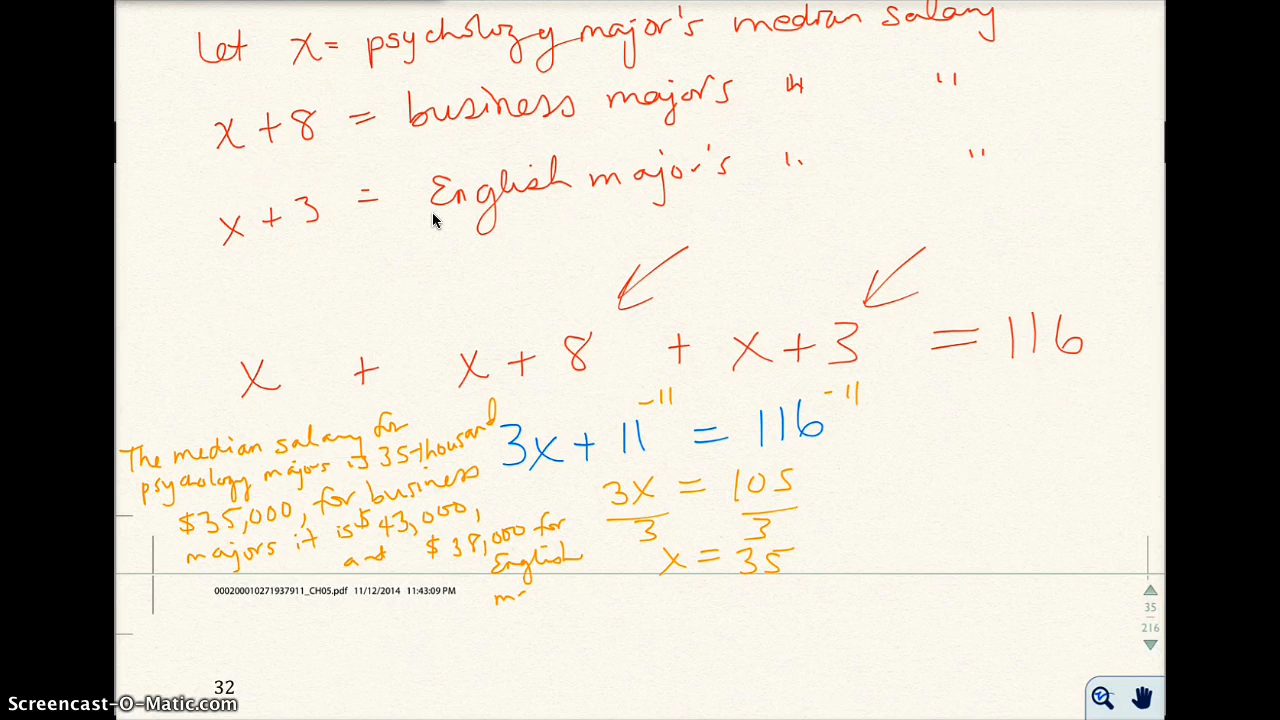 Let x = psychology major's median salary
x + 8 = business majors " "
x + 3 = English major's " "
x + x + 8 + x + 3 = 116
3x + 11 -11 = 116 -11
3x = 105
3 3
x = 35
The median salary for
psychology majors is 35 thousand
$35,000, for business
majors it is $43,000,
and $38,000 for
English
m
000200010271937911_CH05.pdf 11/12/2014 11:43:09 PM
35
216
32
Screencast-O-Matic.com